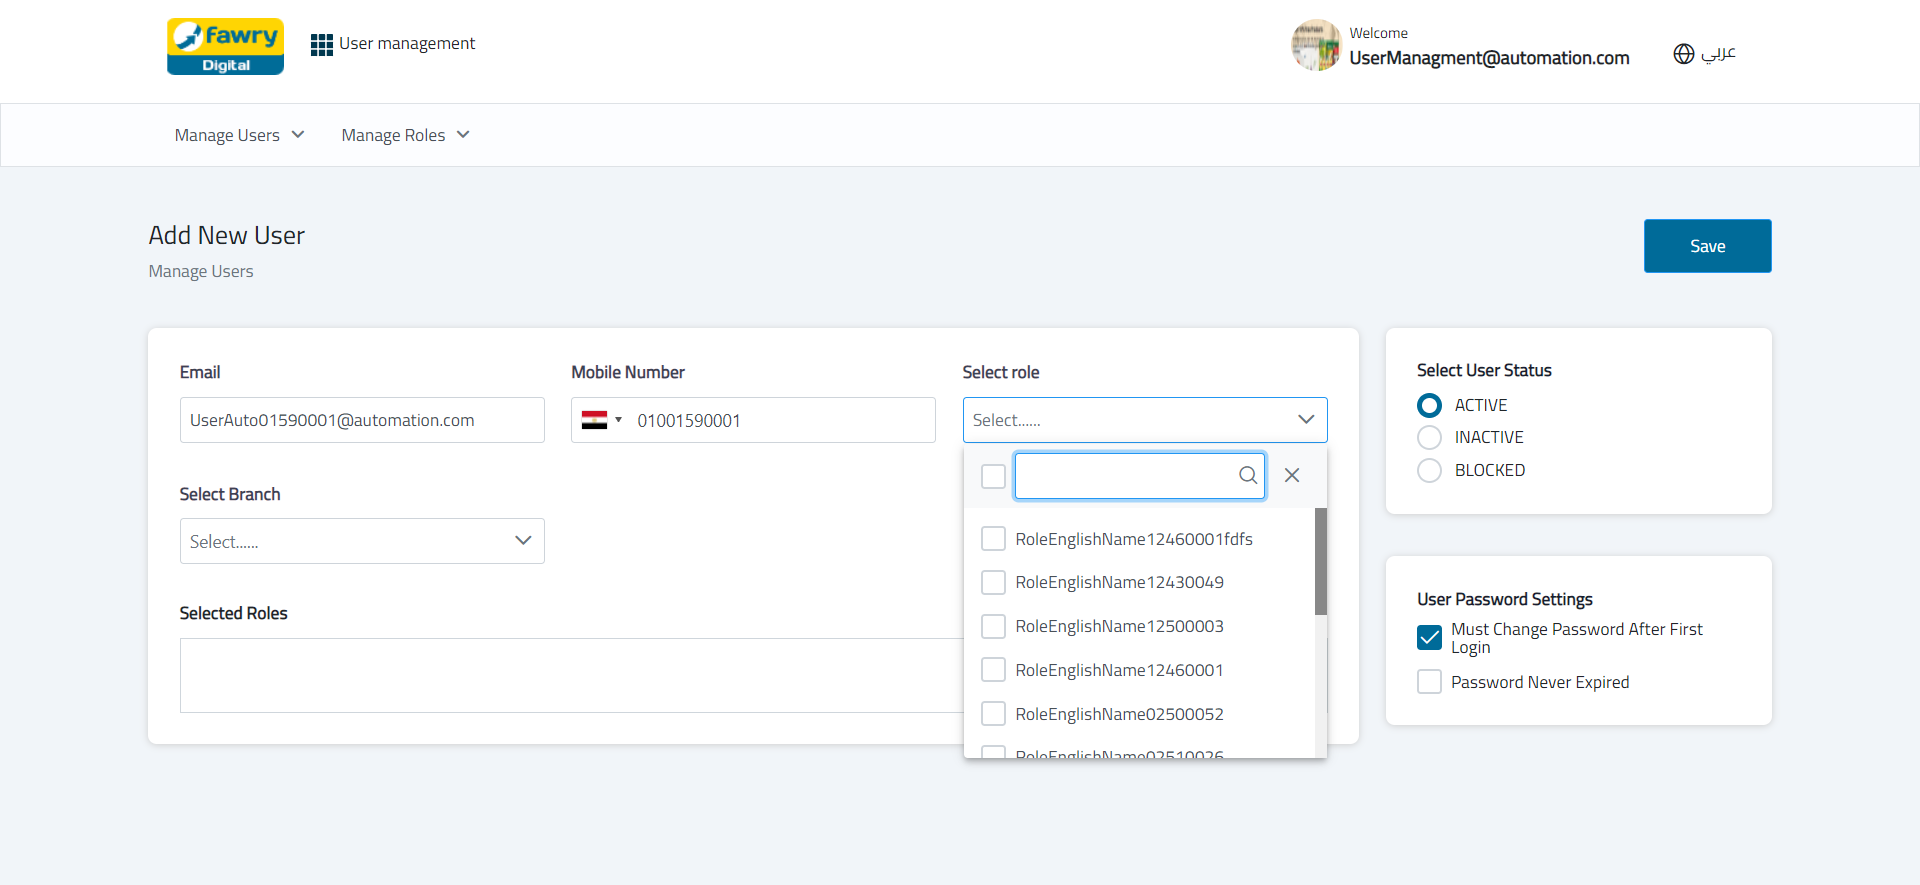 fawry
Digital
User management
Welcome
UserManagment@automation.com
عربي
Manage Users
Manage Roles
Add New User
Manage Users
Save
Email
UserAuto01590001@automation.com
Mobile Number
01001590001
Select role
Select......
RoleEnglishName12460001fdfs
RoleEnglishName12430049
RoleEnglishName12500003
RoleEnglishName12460001
RoleEnglishName02500052
RoleEnglishName02510026
Select Branch
Select......
Selected Roles
Select User Status
ACTIVE
INACTIVE
BLOCKED
User Password Settings
Must Change Password After First
Login
Password Never Expired